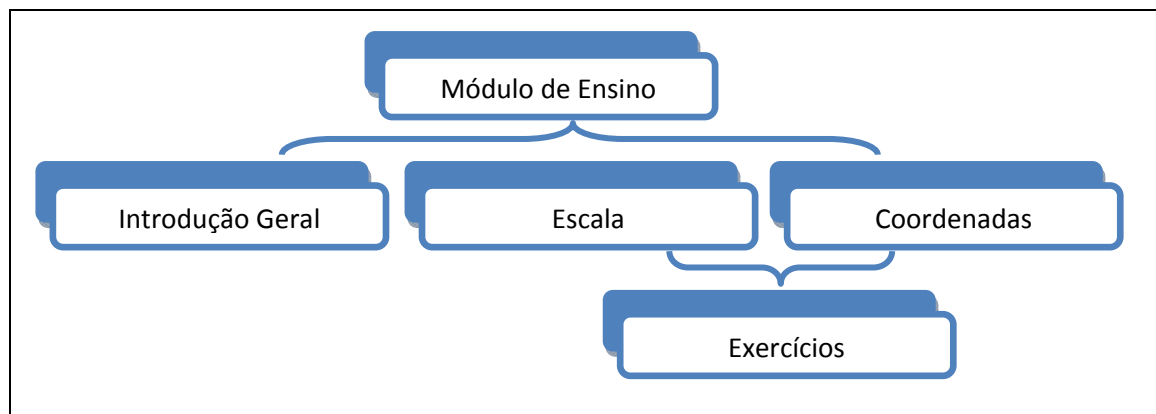 Módulo de Ensino
Introdução Geral
Escala
Coordenadas
Exercícios